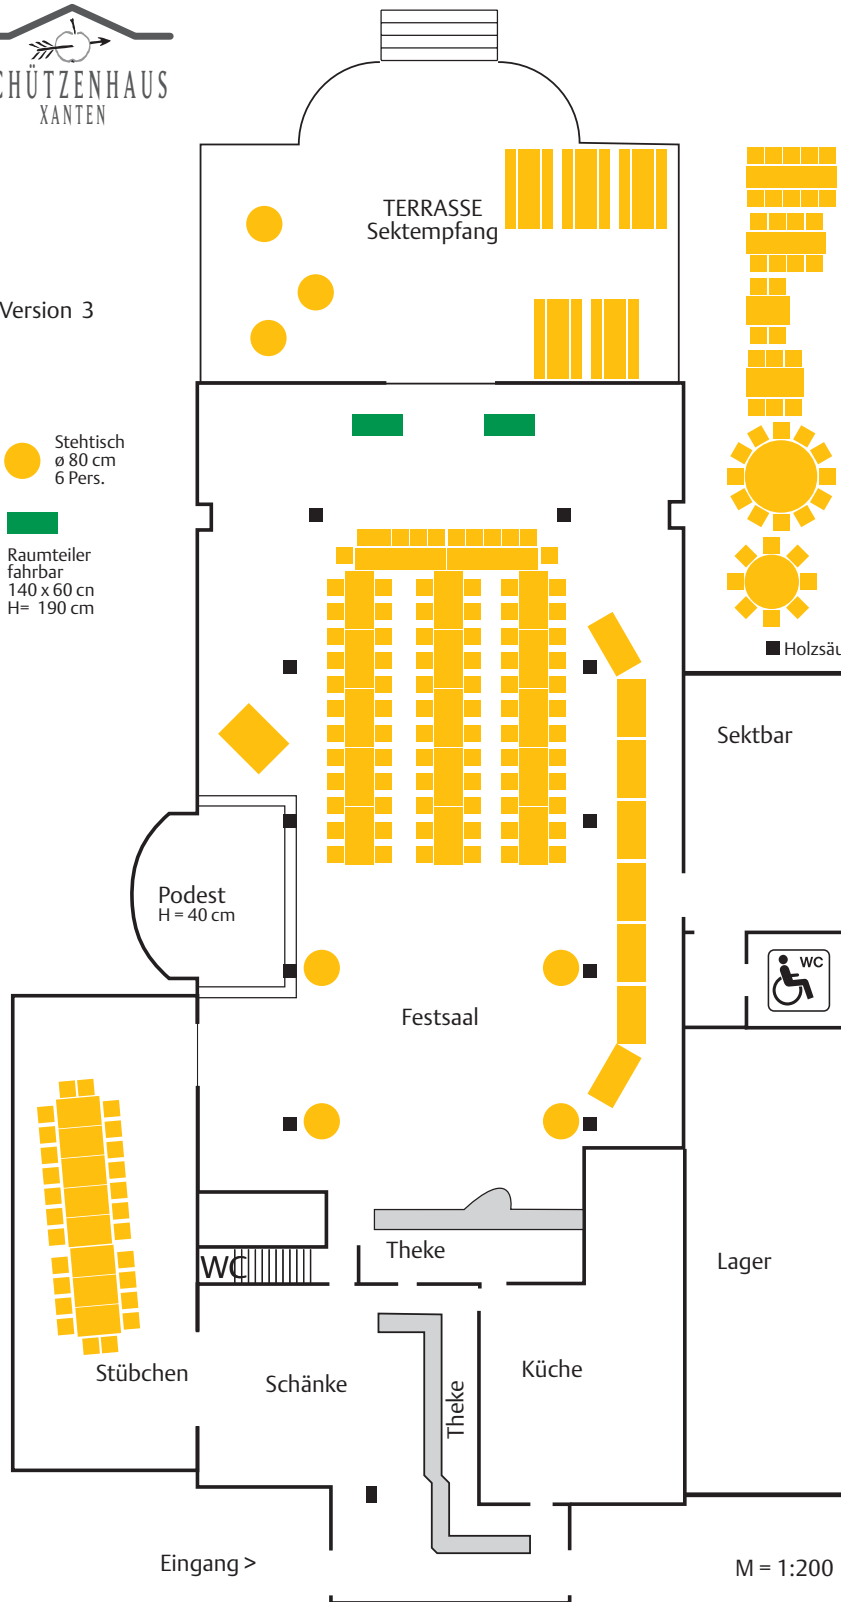 CHÜTZENHAUS
XANTEN
TERRASSE
Sektempfang
Version 3
Stehtisch
ø 80 cm
6 Pers.
Raumteiler
fahrbar
140 x 60 cn
H= 190 cm
Holzsäu
Sektbar
Podest
H = 40 cm
WC
Festsaal
Theke
WC
Lager
Stübchen
Schänke
Theke
Küche
Eingang >
M = 1:200